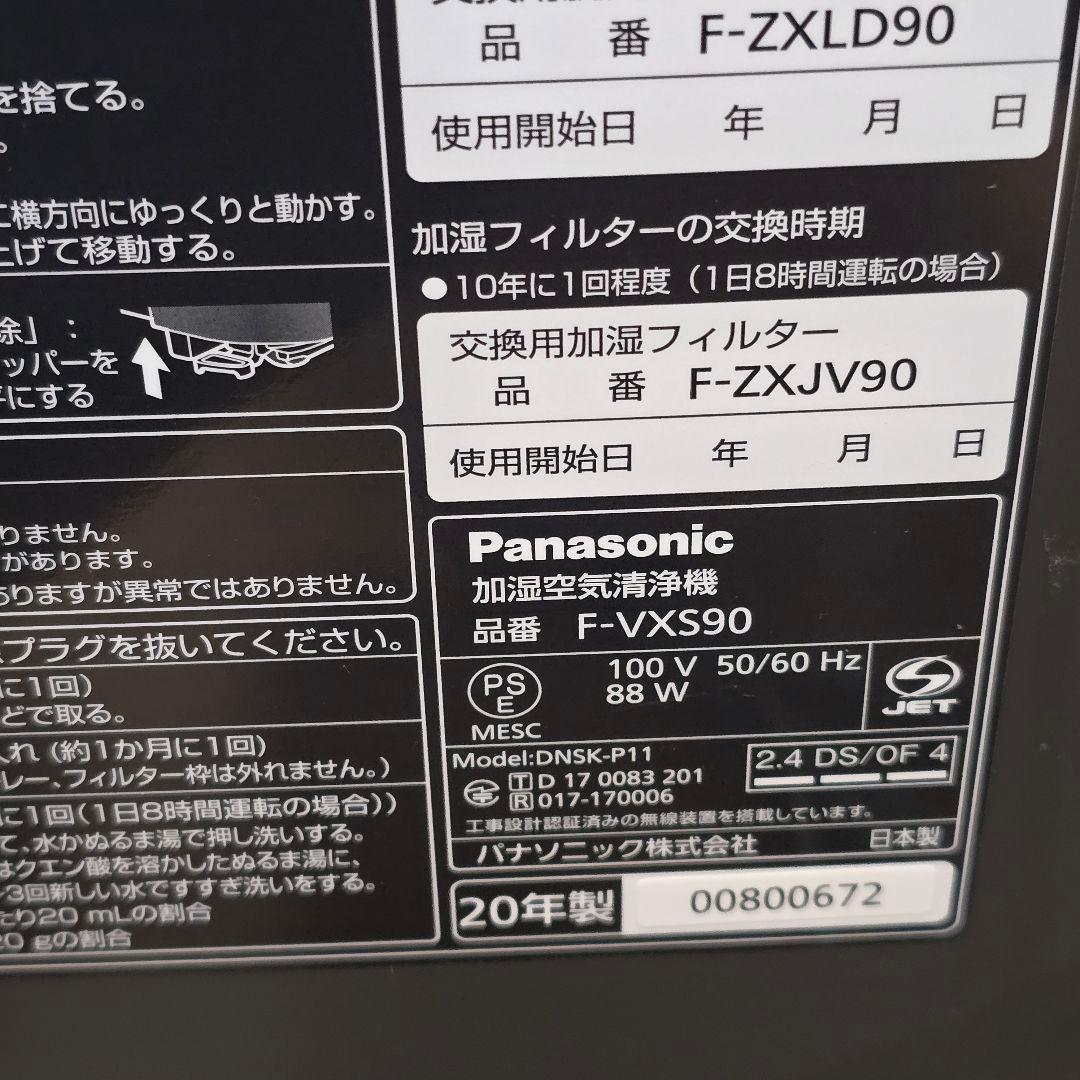 を捨てる。
横方向にゆっくりと動かす。
上げて移動する。
除」:
ッパーを
にする
りません。
があります。
ありますが異常ではありません。
プラグを抜いてください。
に1回)
どで取る。
入れ(約1か月に1回)
レー、フィルター枠は外れません。)
に1回(1日8時間運転の場合))
て、水かぬるま湯で押し洗いする。
はクエン酸を溶かしたぬるま湯に、
3回新しい水ですすぎ洗いをする。
たり20 mLの割合
20 gの割合
品番 F-ZXLD90
使用開始日 年 月 日
加湿フィルターの交換時期
●10年に1回程度(1日8時間運転の場合)
交換用加湿フィルター
品番 F-ZXJV90
使用開始日 年 月 日
Panasonic
加湿空気清浄機
品番 F-VXS90
PS
E
MESC
100 V 50/60 Hz
88 W
JET
Model:DNSK-P11
T D 17 0083 201
R 017-170006
2.4 DS/OF 4
工事設計認証済みの無線装置を搭載しています。
パナソニック株式会社 日本製
20年製 00800672